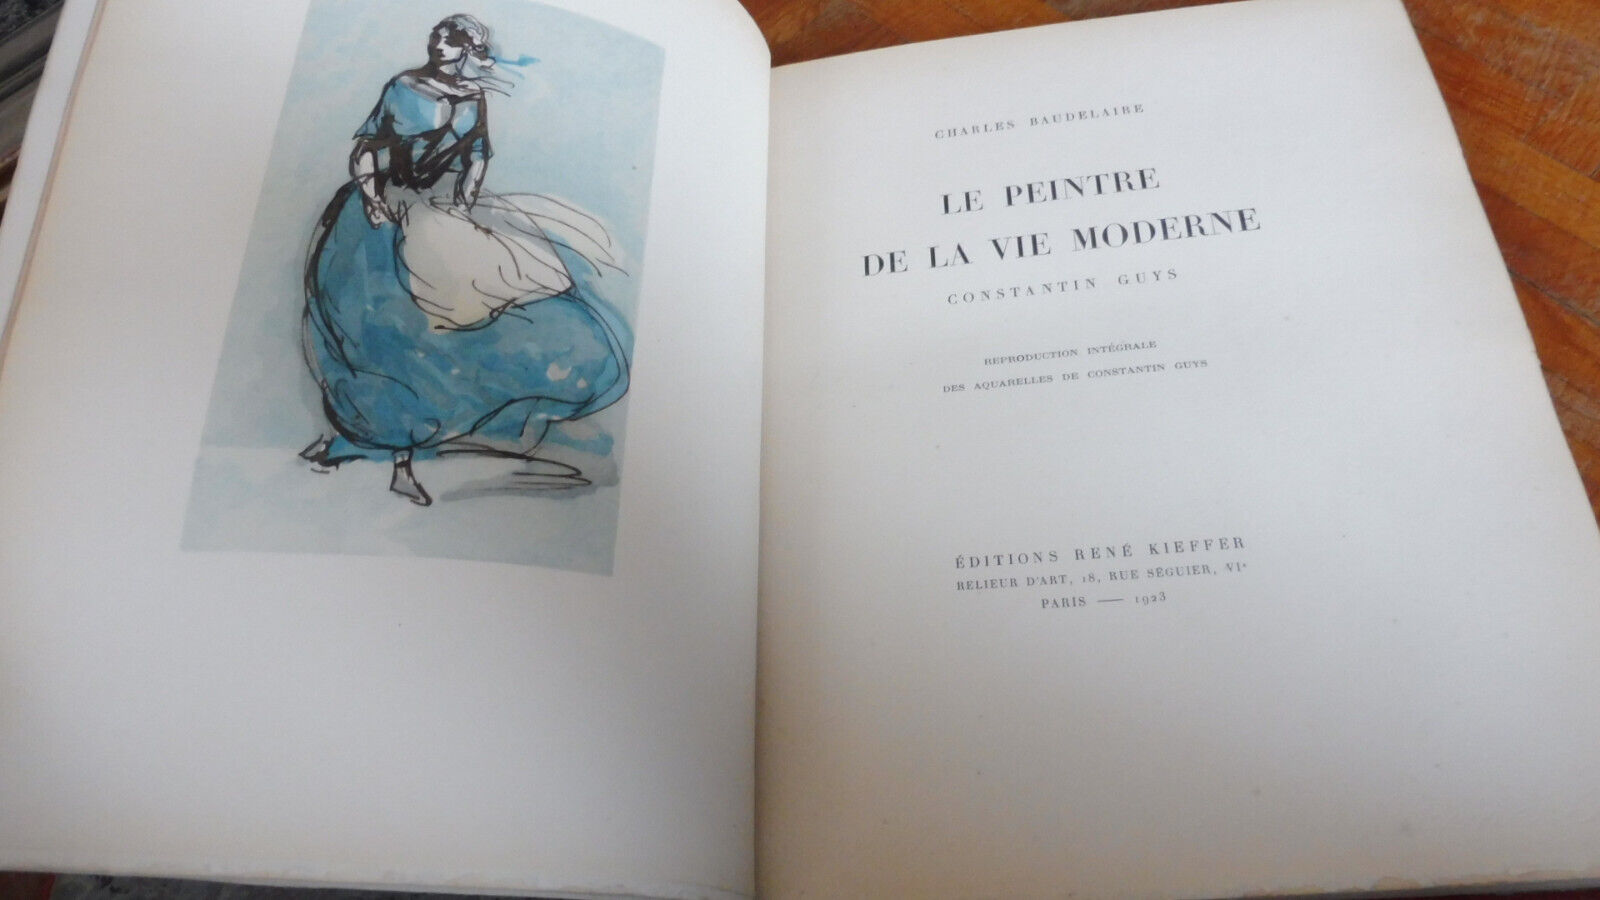 CHARLES BAUDELAIRE
LE PEINTRE
DE LA VIE MODERNE
CONSTANTIN GUYS
REPRODUCTION INTÉGRALE
DES AQUARELLES DE CONSTANTIN GUYS
ÉDITIONS RENÉ KIEFFER
RELIEUR D'ART, 18, RUE SÉGUIER, VIe
PARIS — 1923